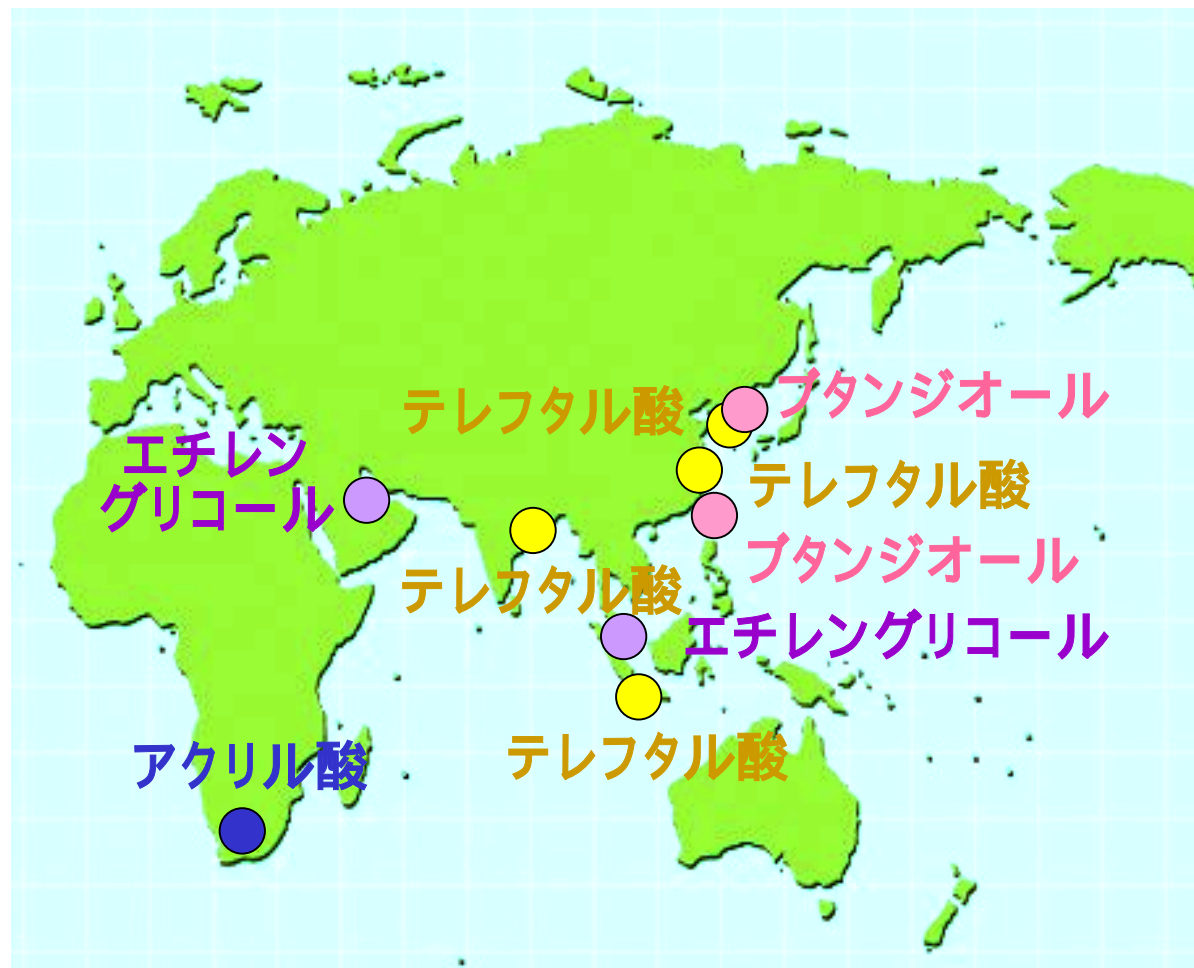 テレフタル酸
ブタンジオール
エチレン
グリコール
テレフタル酸
ブタンジオール
テレフタル酸
エチレングリコール
アクリル酸
テレフタル酸